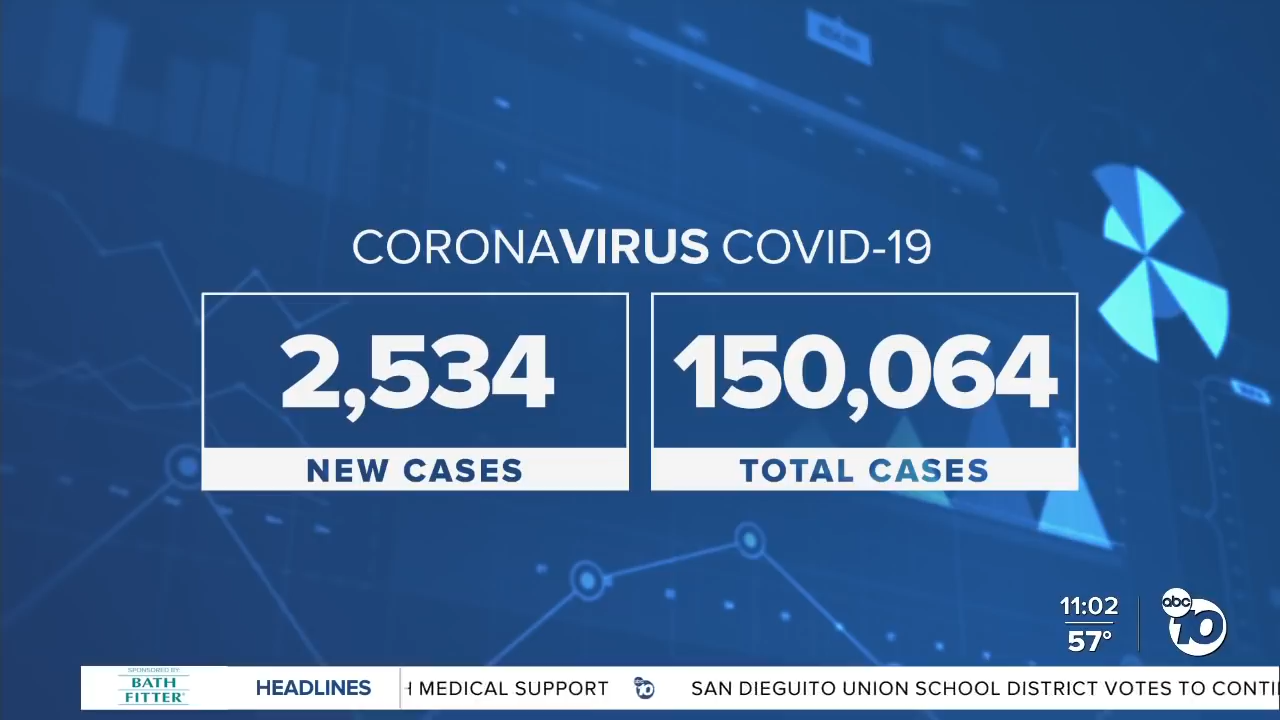 CORONAVIRUS COVID-19
2,534
150,064
NEW CASES
TOTAL CASES
11:02
57°
abc
10
SPONSORED BY:
BATH
FITTER®
HEADLINES
MEDICAL SUPPORT
SAN DIEGUITO UNION SCHOOL DISTRICT VOTES TO CONTI